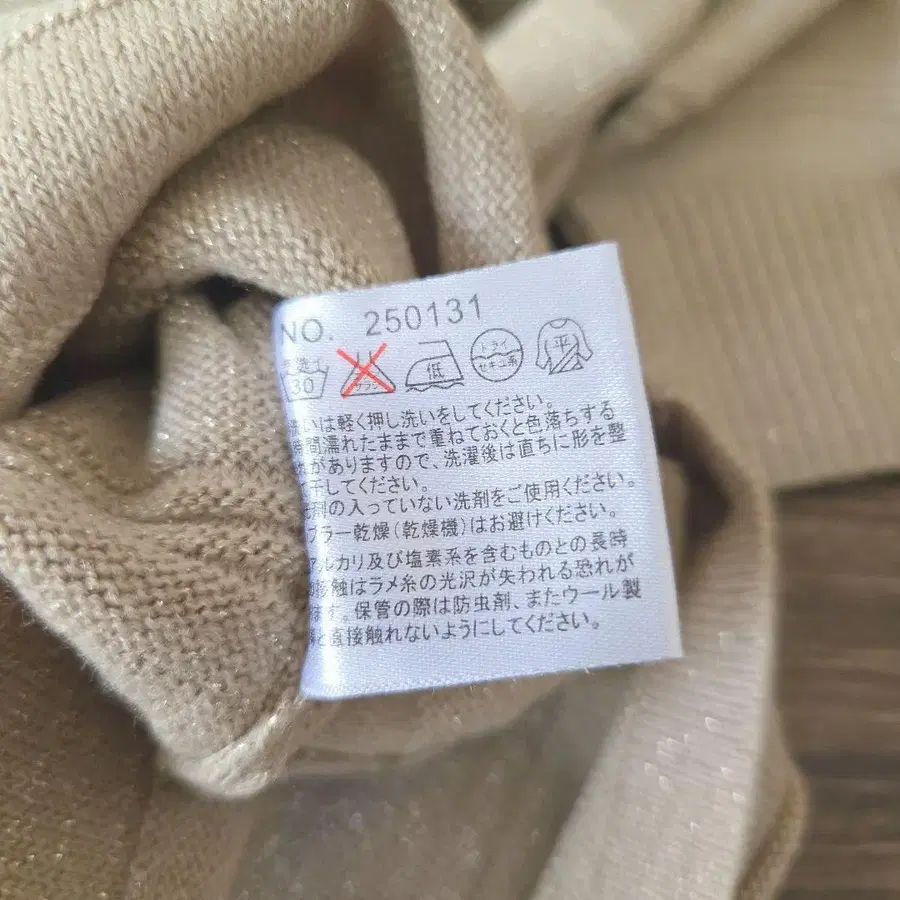 NO. 250131
30 サラシ 低 ドライ セキユ系 平
洗いは軽く押し洗いをしてください。
時間濡れたままで重ねておくと色落ちする
がありますので、洗濯後は直ちに形を整
干してください。
剤の入っていない洗剤をご使用ください。
ブラー乾燥(乾燥機)はお避けください。
アルカリ及び塩素系を含むものとの長時
接触はラメ糸の光沢が失われる恐れが
ます。保管の際は防虫剤、またウール製
と直接触れないようにしてください。